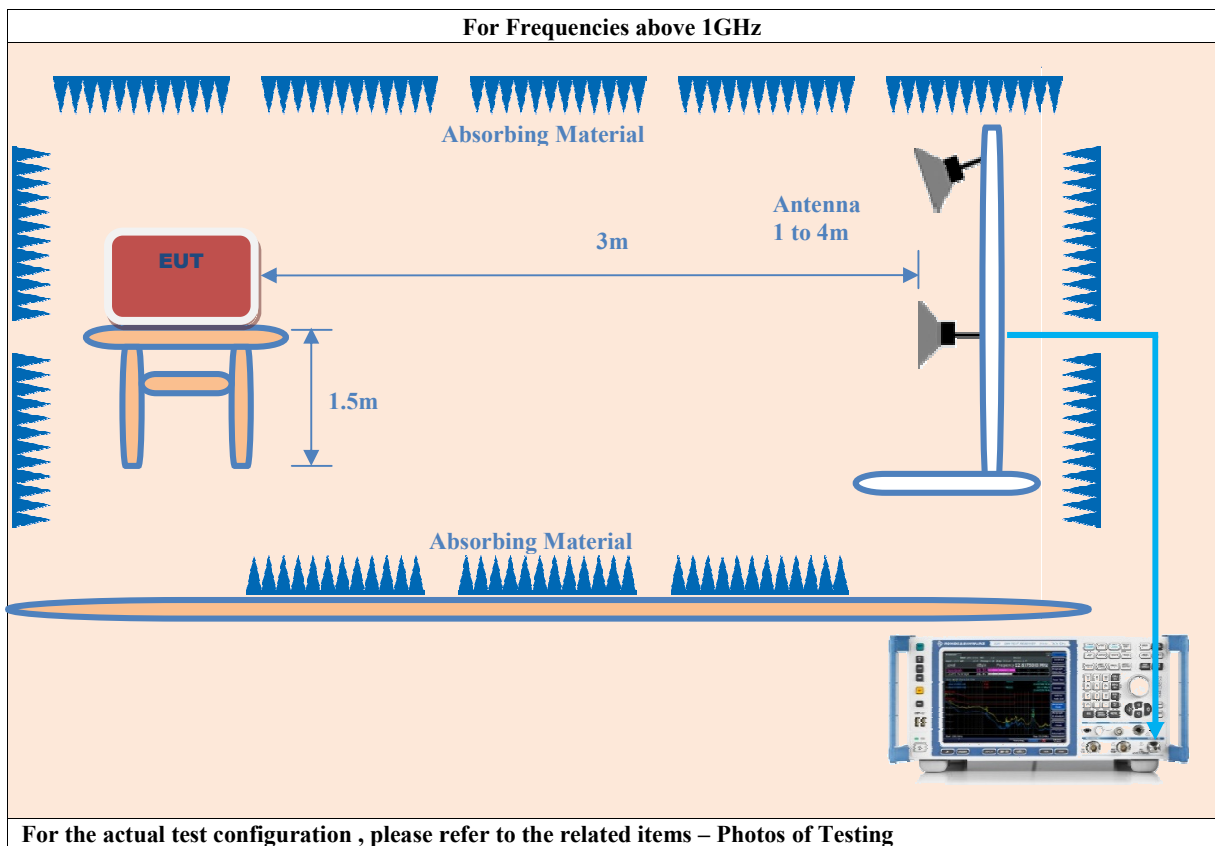 For Frequencies above 1GHz
Absorbing Material
Antenna
1 to 4m
3m
EUT
1.5m
Absorbing Material
For the actual test configuration , please refer to the related items – Photos of Testing